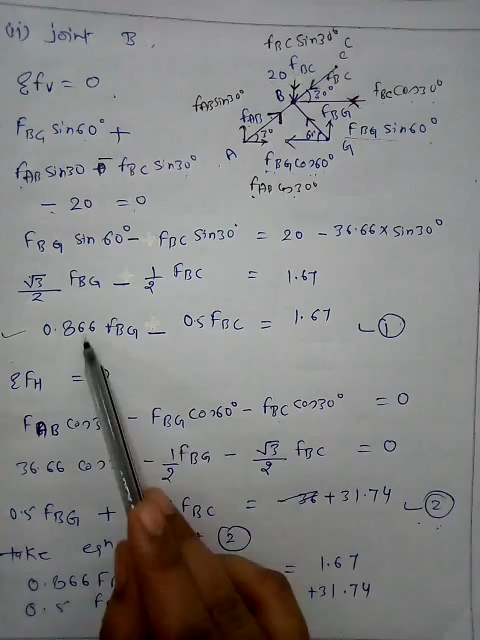 (ii) joint B.
ΣfV = 0
fBG sin60° +
fAB sin30 - fBC sin30°
- 20 = 0
fBG sin 60° - fBC sin30° = 20 - 36.66 × sin30°
√3/2 fBG - 1/2 fBC = 1.67
✓ 0.866 fBG - 0.5 fBC = 1.67 - ①
ΣfH =
fAB cos - fBG cos60° - fBC cos30° = 0
36.66 cos - 1/2 fBG - √3/2 fBC = 0
0.5 fBG + fBC = +31.74 - ②
take eqn ②
0.866 = 1.67
0.5 +31.74
fBC sin30° C
20 fBC fBC
fAB sin30° B 30° fBC cos30°
fAB fBG
A 60° fBG sin60°
G
fBG cos60°
fAB cos30°